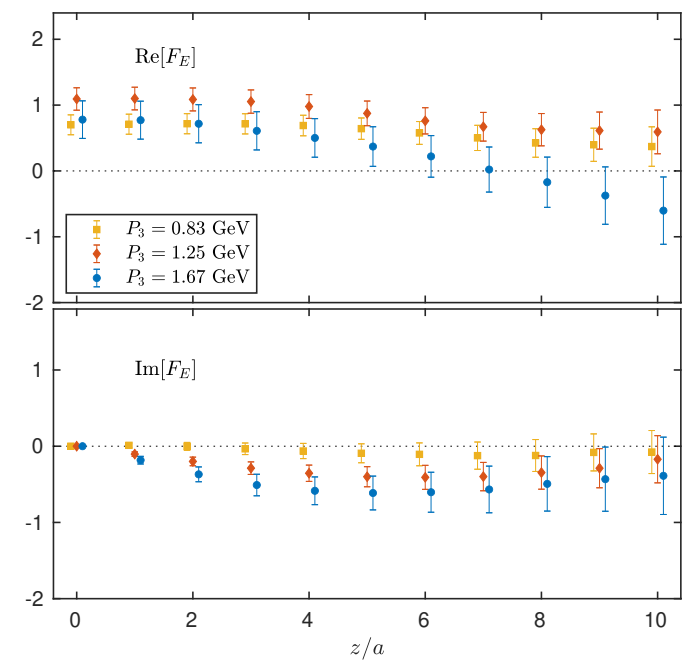 2
Re[F_E]
1
0
-1
P_3 = 0.83 GeV
P_3 = 1.25 GeV
P_3 = 1.67 GeV
-2
1
Im[F_E]
0
-1
-2
0 2 4 6 8 10
z/a